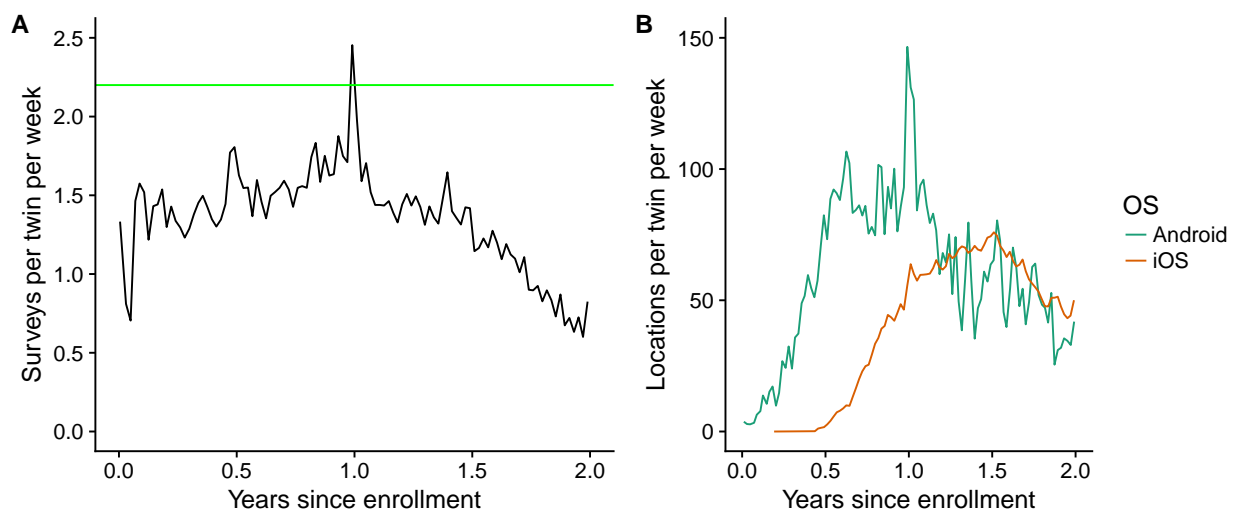 A
Surveys per twin per week
2.5
2.0
1.5
1.0
0.5
0.0
0.0 0.5 1.0 1.5 2.0
Years since enrollment
B
Locations per twin per week
150
100
50
0
0.0 0.5 1.0 1.5 2.0
Years since enrollment
OS
Android
iOS